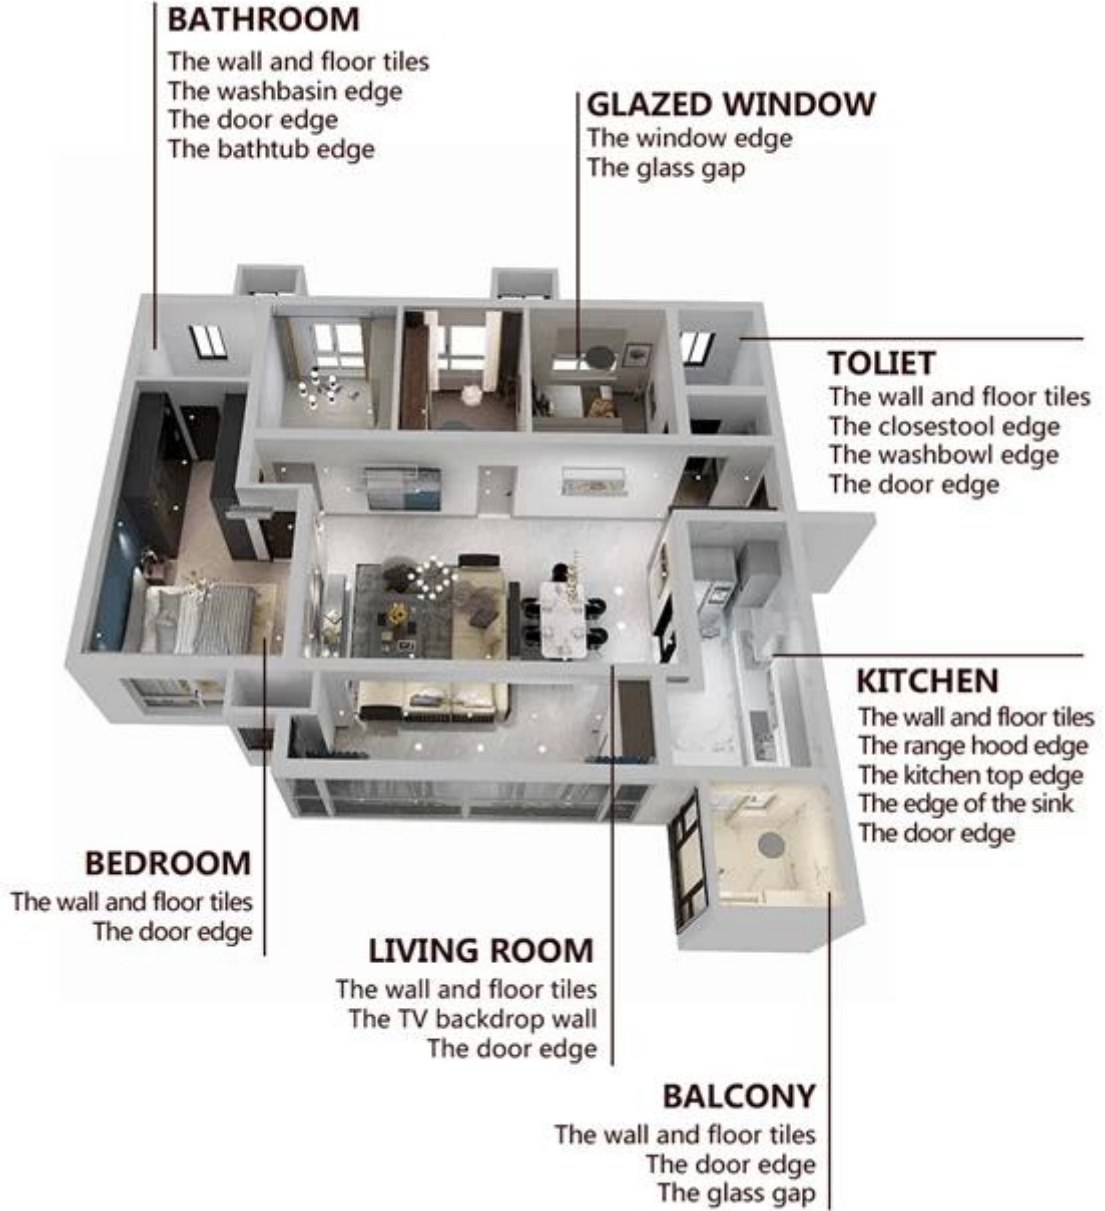 BATHROOM
The wall and floor tiles
The washbasin edge
The door edge
The bathtub edge
GLAZED WINDOW
The window edge
The glass gap
TOLIET
The wall and floor tiles
The closestool edge
The washbowl edge
The door edge
KITCHEN
The wall and floor tiles
The range hood edge
The kitchen top edge
The edge of the sink
The door edge
BEDROOM
The wall and floor tiles
The door edge
LIVING ROOM
The wall and floor tiles
The TV backdrop wall
The door edge
BALCONY
The wall and floor tiles
The door edge
The glass gap